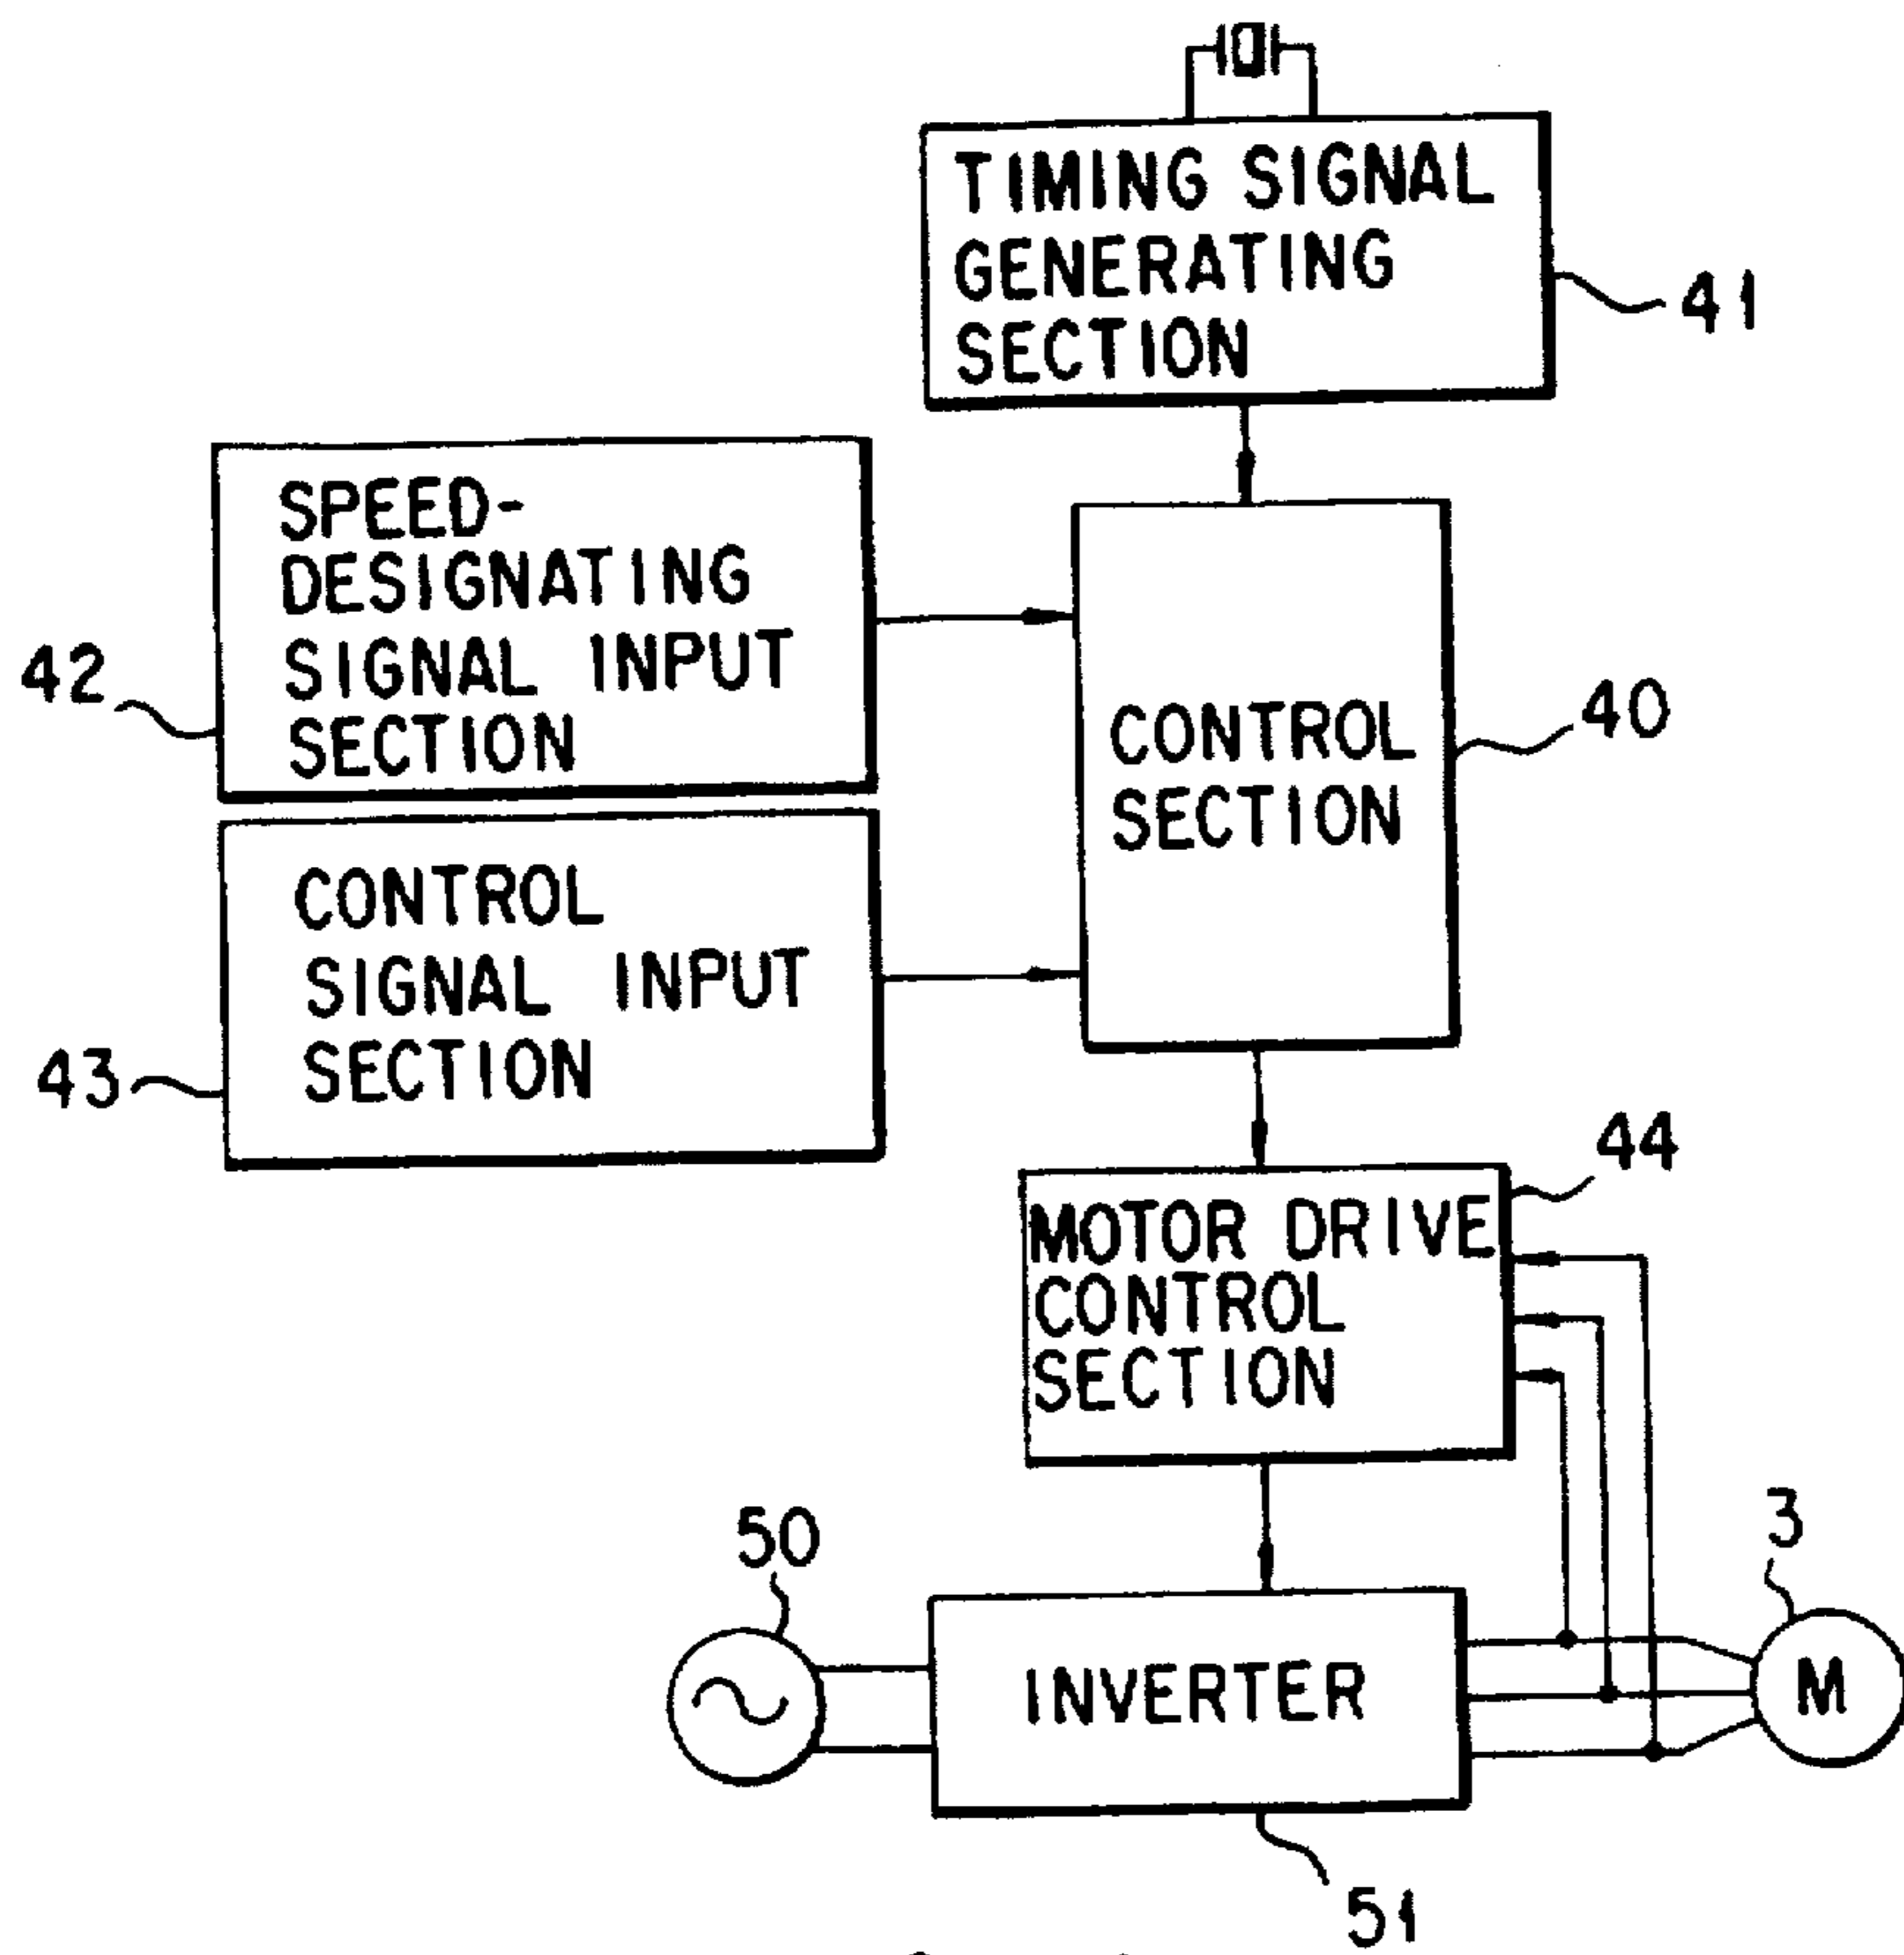 TIMING SIGNAL
GENERATING
SECTION
41
SPEED-
DESIGNATING
SIGNAL INPUT
SECTION
42
CONTROL
SECTION
40
CONTROL
SIGNAL INPUT
SECTION
43
44
MOTOR DRIVE
CONTROL
SECTION
50
3
INVERTER
M
51